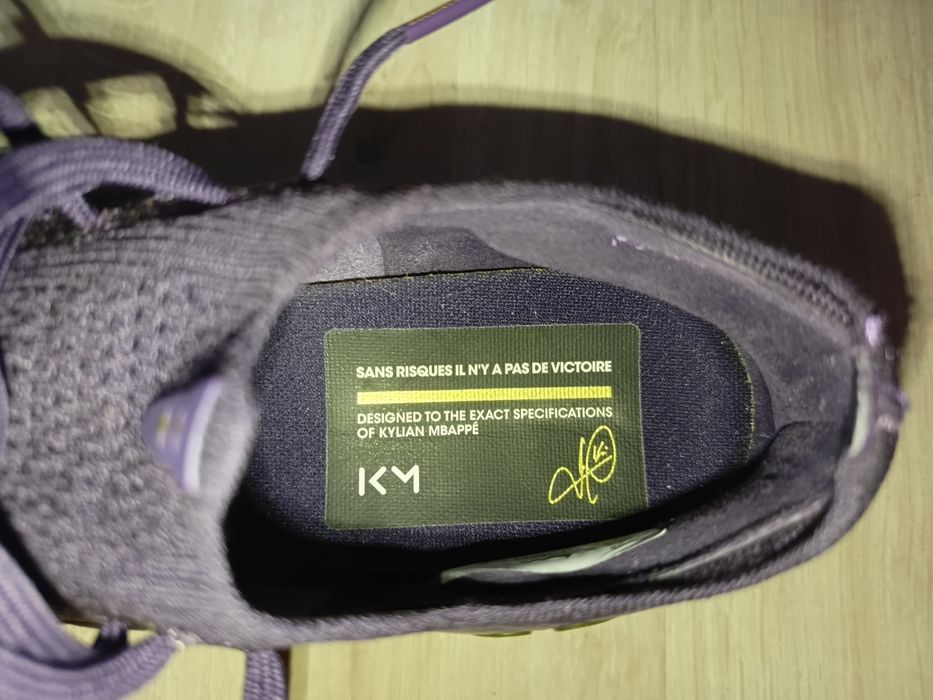 SANS RISQUES IL N'Y A PAS DE VICTOIRE
DESIGNED TO THE EXACT SPECIFICATIONS
OF KYLIAN MBAPPÉ
KM